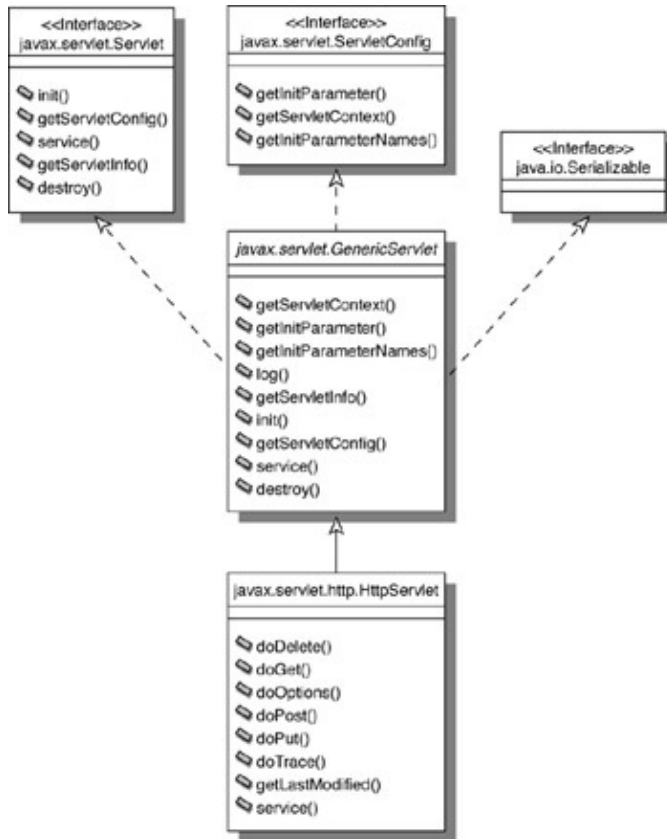 <<Interface>>
javax.servlet.Servlet
init()
getServletConfig()
service()
getServletInfo()
destroy()
<<Interface>>
javax.servlet.ServletConfig
getInitParameter()
getServletContext()
getInitParameterNames()
<<Interface>>
java.io.Serializable
javax.servlet.GenericServlet
getServletContext()
getInitParameter()
getInitParameterNames()
log()
getServletInfo()
init()
getServletConfig()
service()
destroy()
javax.servlet.http.HttpServlet
doDelete()
doGet()
doOptions()
doPost()
doPut()
doTrace()
getLastModified()
service()